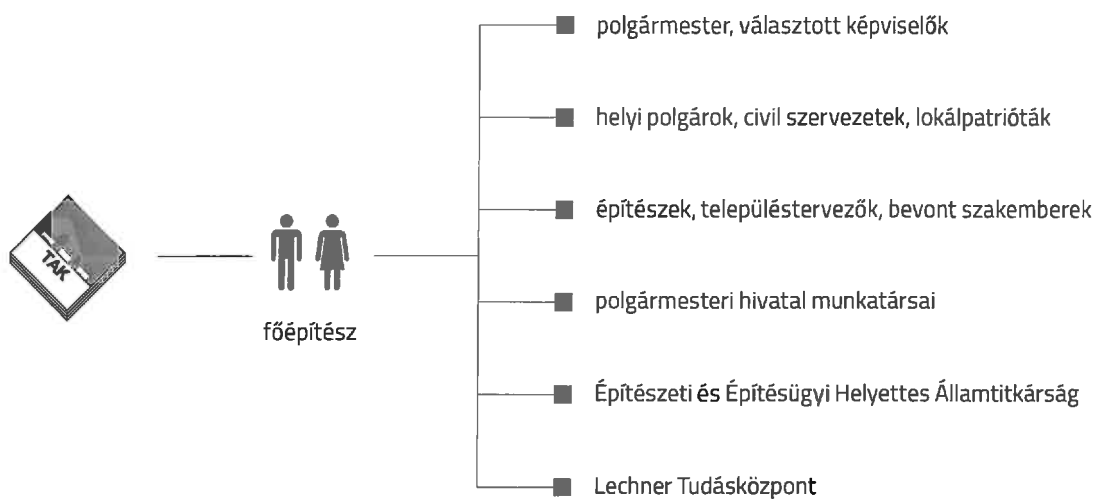 polgármester, választott képviselők
helyi polgárok, civil szervezetek, lokálpatrióták
építészek, településtervezők, bevont szakemberek
TAK
polgármesteri hivatal munkatársai
főépítész
Építészeti és Építésügyi Helyettes Államtitkárság
Lechner Tudásközpont